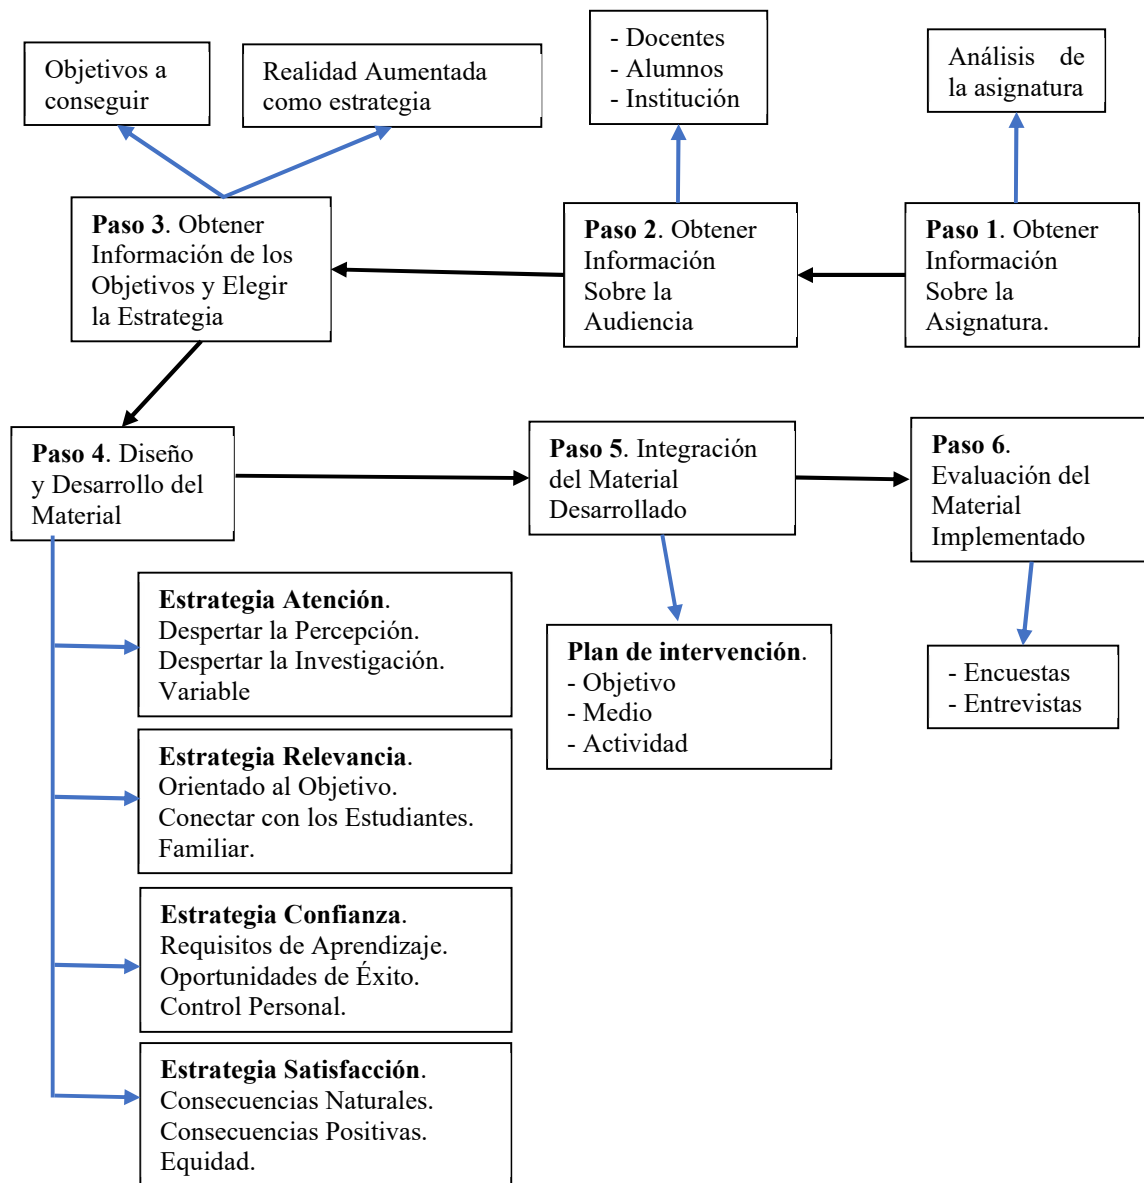 Objetivos a
conseguir
Realidad Aumentada
como estrategia
- Docentes
- Alumnos
- Institución
Análisis de
la asignatura
Paso 3. Obtener
Información de los
Objetivos y Elegir
la Estrategia
Paso 2. Obtener
Información
Sobre la
Audiencia
Paso 1. Obtener
Información
Sobre la
Asignatura.
Paso 4. Diseño
y Desarrollo del
Material
Paso 5. Integración
del Material
Desarrollado
Paso 6.
Evaluación del
Material
Implementado
Estrategia Atención.
Despertar la Percepción.
Despertar la Investigación.
Variable
Plan de intervención.
- Objetivo
- Medio
- Actividad
- Encuestas
- Entrevistas
Estrategia Relevancia.
Orientado al Objetivo.
Conectar con los Estudiantes.
Familiar.
Estrategia Confianza.
Requisitos de Aprendizaje.
Oportunidades de Éxito.
Control Personal.
Estrategia Satisfacción.
Consecuencias Naturales.
Consecuencias Positivas.
Equidad.